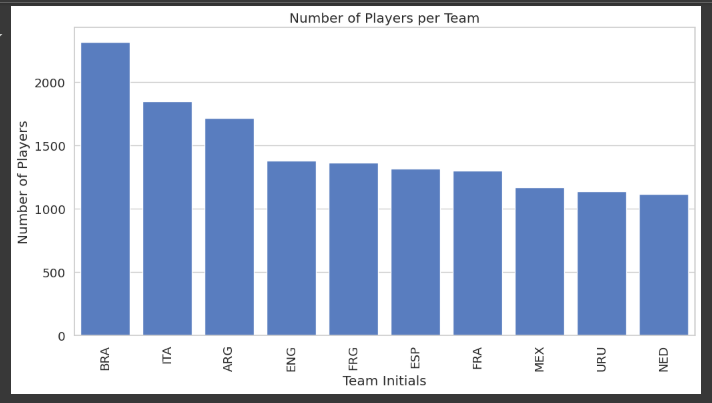 Number of Players per Team
Number of Players
2000
1500
1000
500
0
BRA
ITA
ARG
ENG
FRG
ESP
FRA
MEX
URU
NED
Team Initials